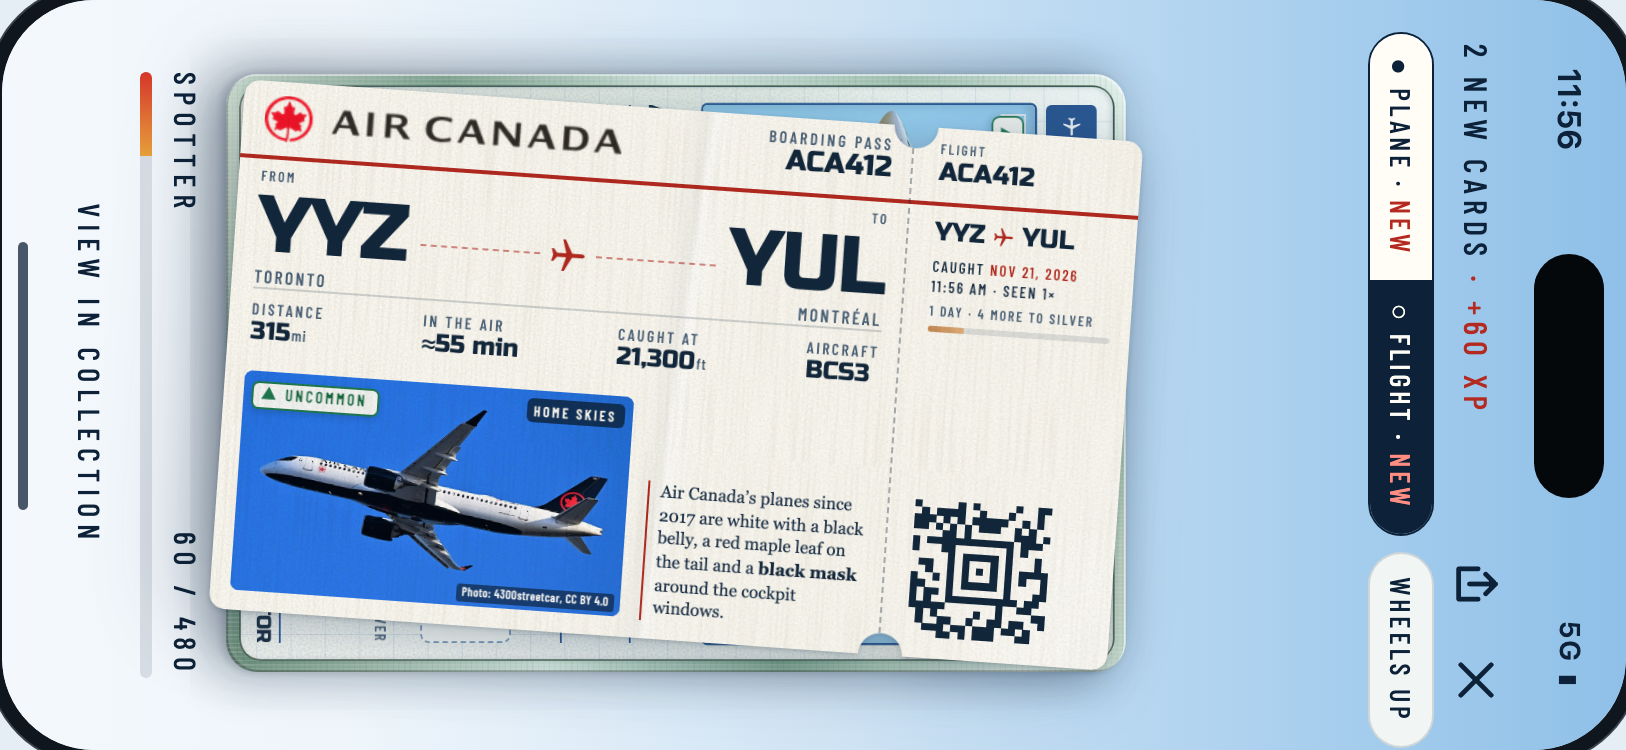 11:56
5G
2 NEW CARDS · +60 XP
● PLANE · NEW
○ FLIGHT · NEW
WHEELS UP
AIR CANADA
BOARDING PASS
ACA412
FLIGHT
ACA412
FROM
YYZ
TORONTO
TO
YUL
MONTRÉAL
YYZ YUL
CAUGHT NOV 21, 2026
11:56 AM · SEEN 1×
1 DAY · 4 MORE TO SILVER
DISTANCE
315mi
IN THE AIR
≈55 min
CAUGHT AT
21,300ft
AIRCRAFT
BCS3
UNCOMMON
HOME SKIES
Photo: 4300streetcar, CC BY 4.0
Air Canada’s planes since
2017 are white with a black
belly, a red maple leaf on
the tail and a black mask
around the cockpit
windows.
SPOTTER
60 / 480
VIEW IN COLLECTION